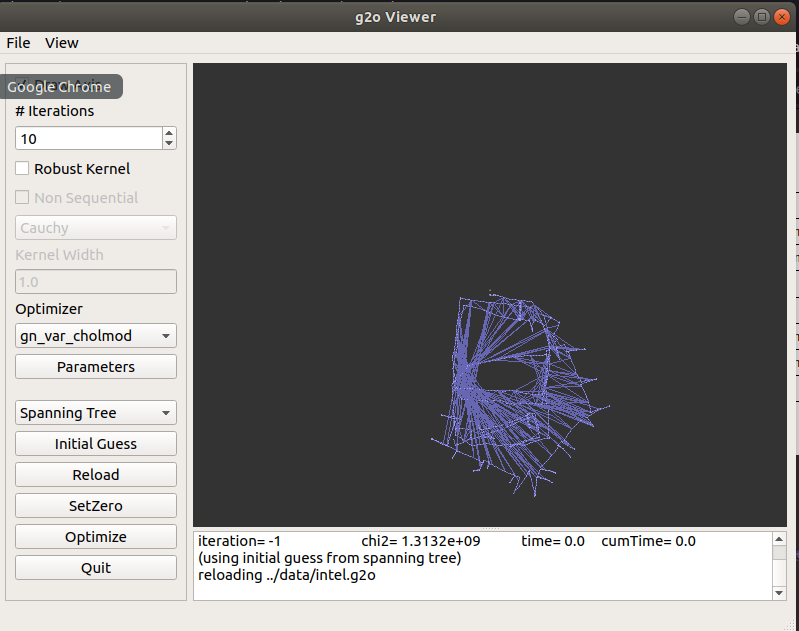 g2o Viewer
File View
Google Chrome
# Iterations
10
Robust Kernel
Non Sequential
Cauchy
Kernel Width
1.0
Optimizer
gn_var_cholmod
Parameters
Spanning Tree
Initial Guess
Reload
SetZero
Optimize
Quit
iteration= -1 chi2= 1.3132e+09 time= 0.0 cumTime= 0.0
(using initial guess from spanning tree)
reloading ../data/intel.g2o